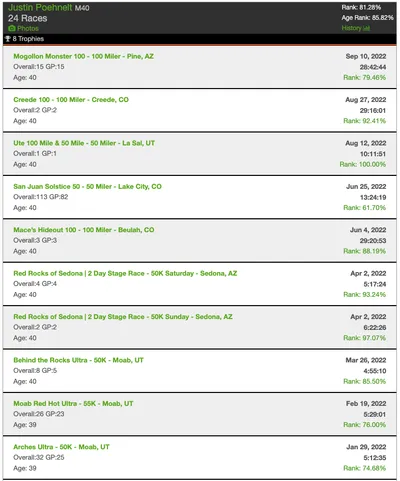 Justin Poehnelt M40
Rank: 81.28%
24 Races
Age Rank: 85.82%
Photos
History
8 Trophies
Mogollon Monster 100 - 100 Miler - Pine, AZ
Sep 10, 2022
Overall:15 GP:15
28:42:44
Age: 40
Rank: 79.46%
Creede 100 - 100 Miler - Creede, CO
Aug 27, 2022
Overall:2 GP:2
29:16:01
Age: 40
Rank: 92.41%
Ute 100 Mile & 50 Mile - 50 Miler - La Sal, UT
Aug 12, 2022
Overall:1 GP:1
10:11:51
Age: 40
Rank: 100.00%
San Juan Solstice 50 - 50 Miler - Lake City, CO
Jun 25, 2022
Overall:113 GP:82
13:24:19
Age: 40
Rank: 61.70%
Mace's Hideout 100 - 100 Miler - Beulah, CO
Jun 4, 2022
Overall:3 GP:3
29:20:53
Age: 40
Rank: 88.19%
Red Rocks of Sedona | 2 Day Stage Race - 50K Saturday - Sedona, AZ
Apr 2, 2022
Overall:4 GP:4
5:17:24
Age: 40
Rank: 93.24%
Red Rocks of Sedona | 2 Day Stage Race - 50K Sunday - Sedona, AZ
Apr 2, 2022
Overall:2 GP:2
6:22:26
Age: 40
Rank: 97.07%
Behind the Rocks Ultra - 50K - Moab, UT
Mar 26, 2022
Overall:8 GP:5
4:55:10
Age: 40
Rank: 85.50%
Moab Red Hot Ultra - 55K - Moab, UT
Feb 19, 2022
Overall:26 GP:23
5:29:01
Age: 39
Rank: 76.00%
Arches Ultra - 50K - Moab, UT
Jan 29, 2022
Overall:32 GP:25
5:12:35
Age: 39
Rank: 74.68%